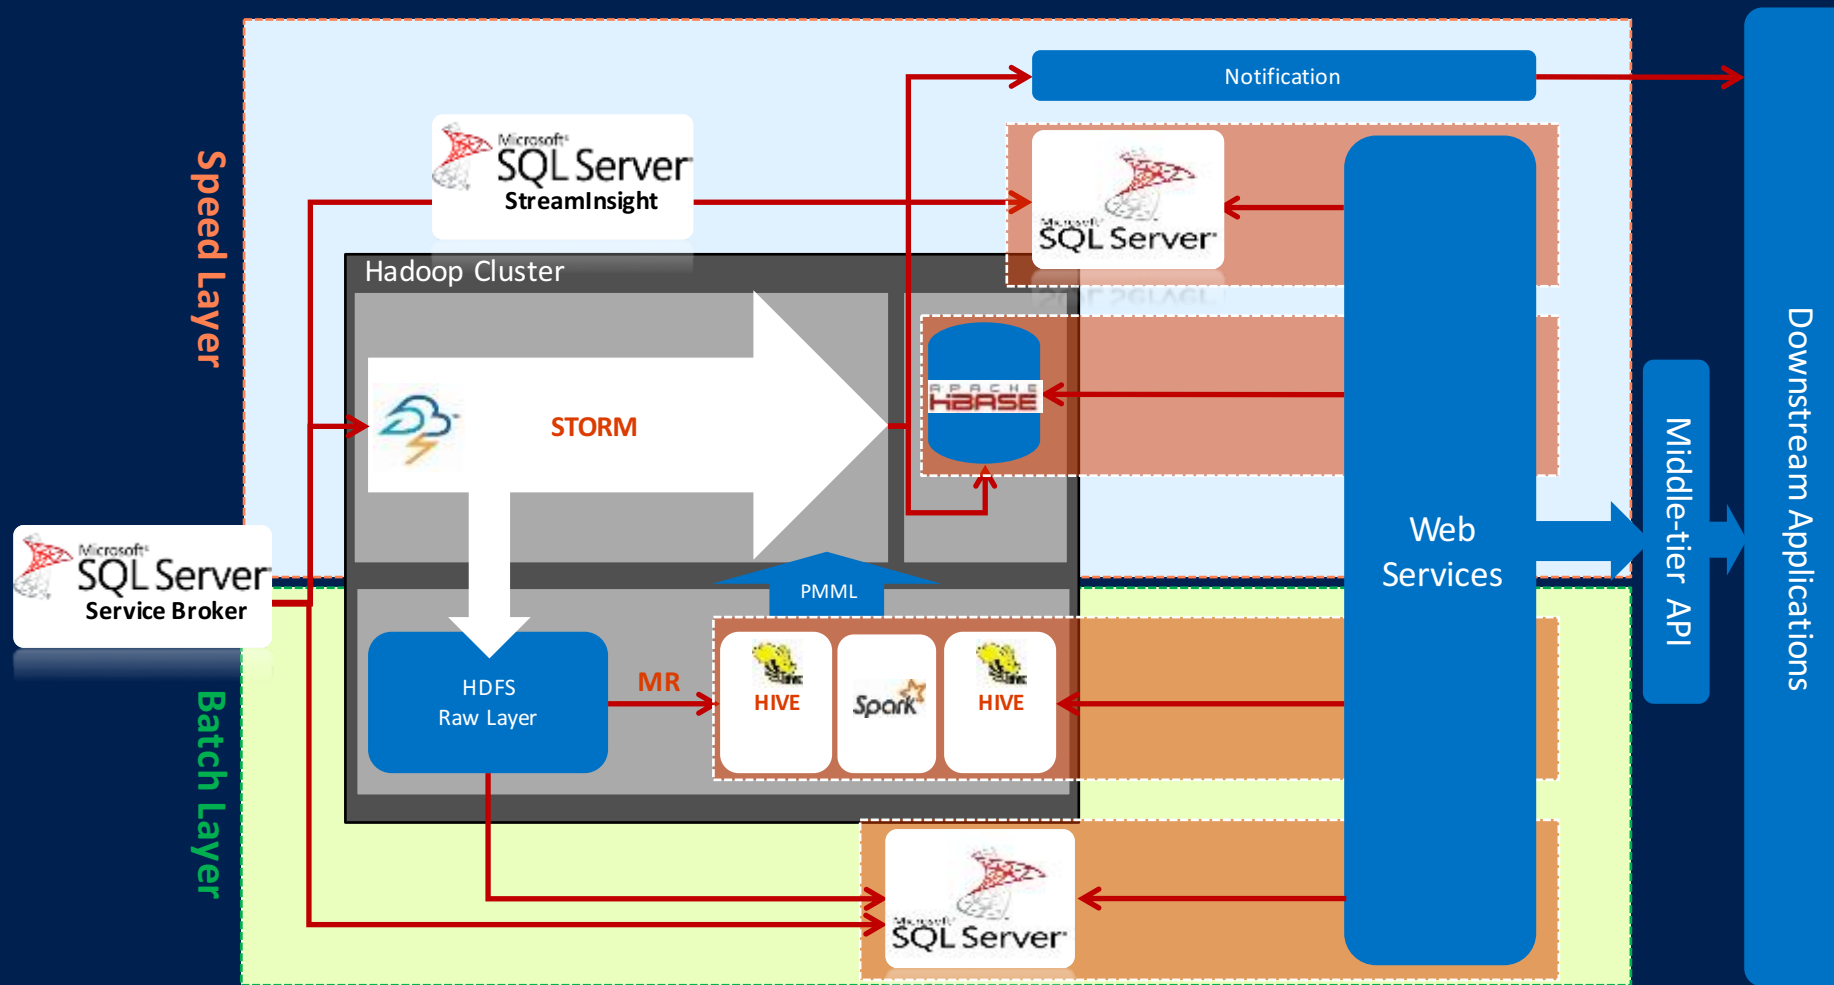 Notification
Microsoft
SQL Server
StreamInsight
Microsoft
SQL Server
Speed Layer
Hadoop Cluster
APACHE
HBASE
STORM
Downstream Applications
Middle-tier API
Web
Services
Microsoft
SQL Server
Service Broker
PMML
HDFS
Raw Layer
MR
HIVE
Spark
HIVE
Batch Layer
Microsoft
SQL Server